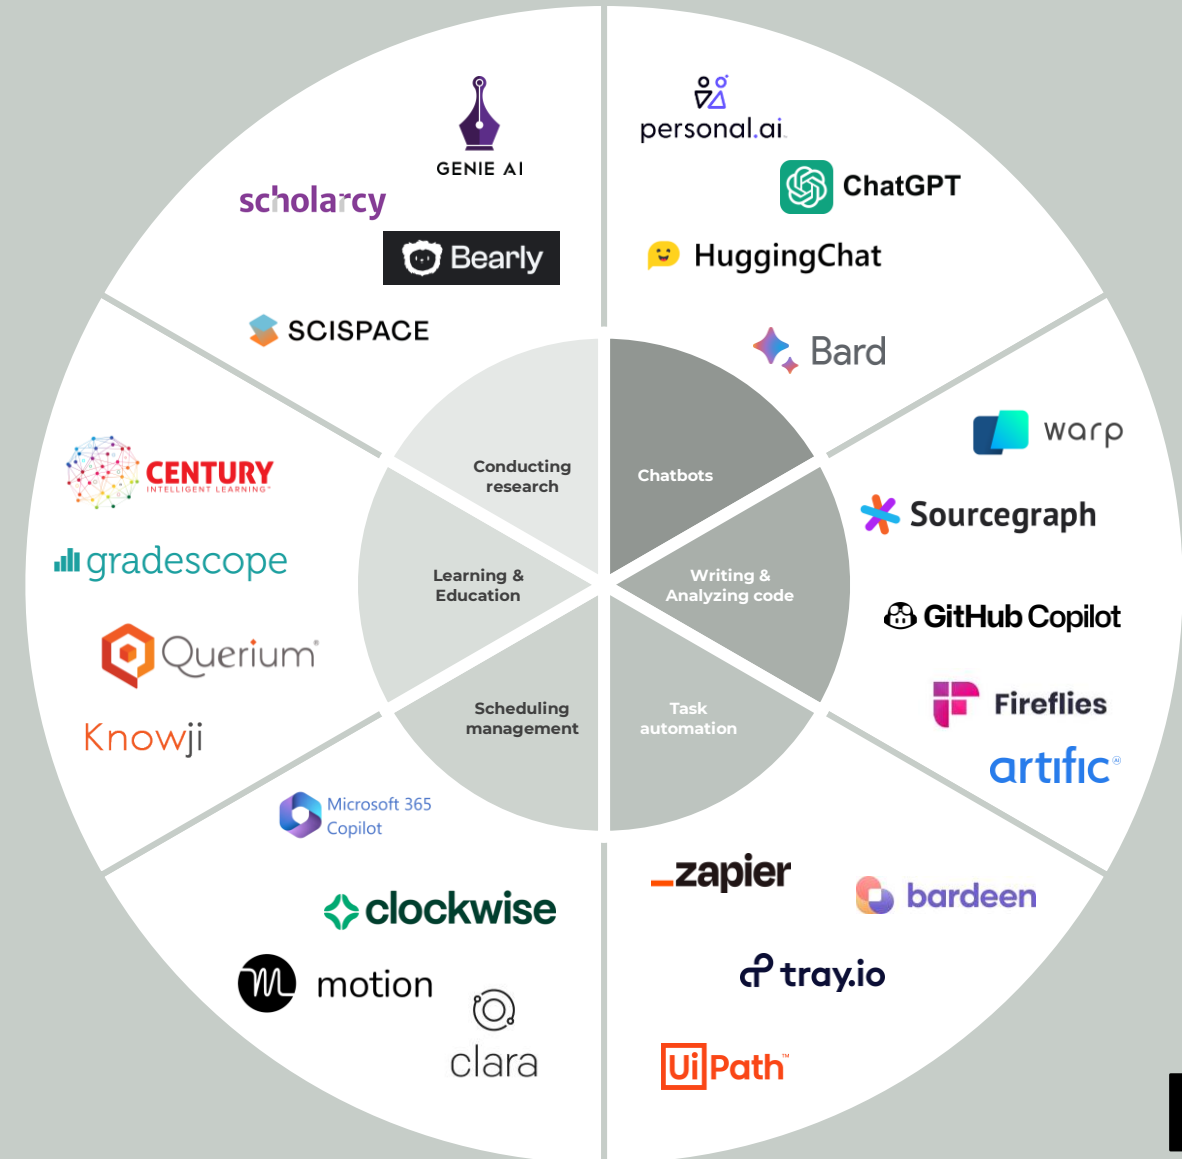 GENIE AI
scholarcy
Bearly
SCISPACE
personal.ai
ChatGPT
HuggingChat
Bard
warp
Sourcegraph
GitHub Copilot
Fireflies
artific AI
zapier
bardeen
tray.io
UiPath™
Microsoft 365
Copilot
clockwise
motion
clara
CENTURY
INTELLIGENT LEARNING
gradescope
Querium®
Knowji
Conducting
research
Chatbots
Writing &
Analyzing code
Task
automation
Scheduling
management
Learning &
Education